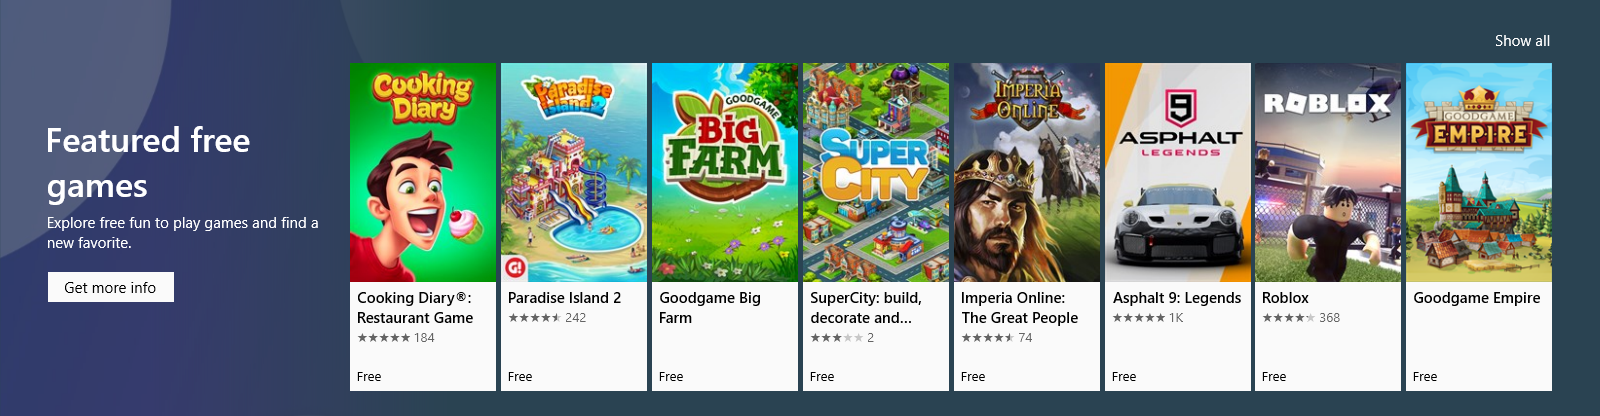 Show all
Featured free
games
Explore free fun to play games and find a
new favorite.
Get more info
Cooking
Diary
Cooking Diary®:
Restaurant Game
184
Free
Paradise
Island 2
G!
Paradise Island 2
242
Free
GOODGAME
BIG
FARM
Goodgame Big
Farm
Free
SUPER
CITY
SuperCity: build,
decorate and...
2
Free
IMPERIA
ONLINE
Imperia Online:
The Great People
74
Free
9
ASPHALT
LEGENDS
Asphalt 9: Legends
1K
Free
ROBLOX
Roblox
368
Free
GOODGAME
EMPIRE
Goodgame Empire
Free